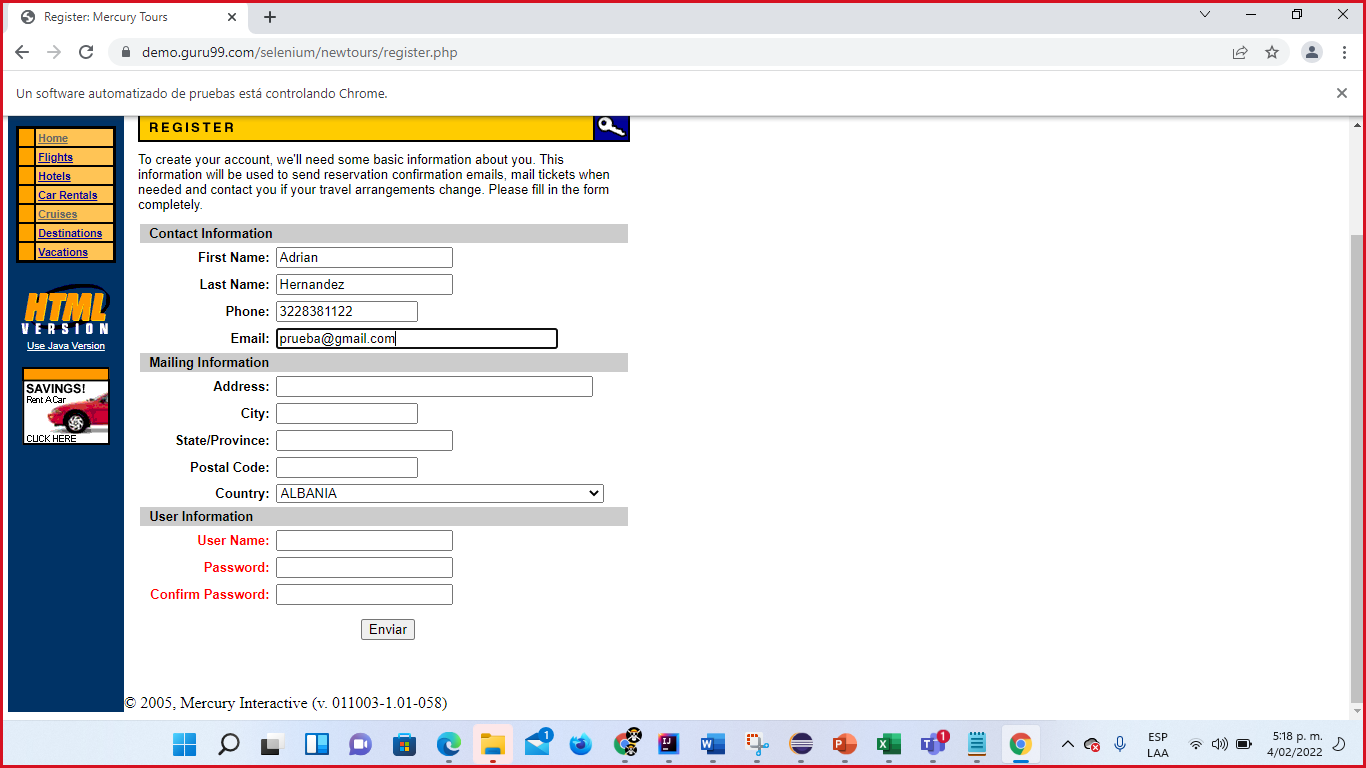 Register: Mercury Tours
demo.guru99.com/selenium/newtours/register.php
Un software automatizado de pruebas está controlando Chrome.
Home
Flights
Hotels
Car Rentals
Cruises
Destinations
Vacations
HTML
VERSION
Use Java Version
SAVINGS!
Rent A Car
CLICK HERE
REGISTER
To create your account, we'll need some basic information about you. This
information will be used to send reservation confirmation emails, mail tickets when
needed and contact you if your travel arrangements change. Please fill in the form
completely.
Contact Information
First Name: Adrian
Last Name: Hernandez
Phone: 3228381122
Email: prueba@gmail.com
Mailing Information
Address:
City:
State/Province:
Postal Code:
Country: ALBANIA
User Information
User Name:
Password:
Confirm Password:
Enviar
© 2005, Mercury Interactive (v. 011003-1.01-058)
1
IJ
W
P
X
T
1
ESP
LAA
5:18 p. m.
4/02/2022